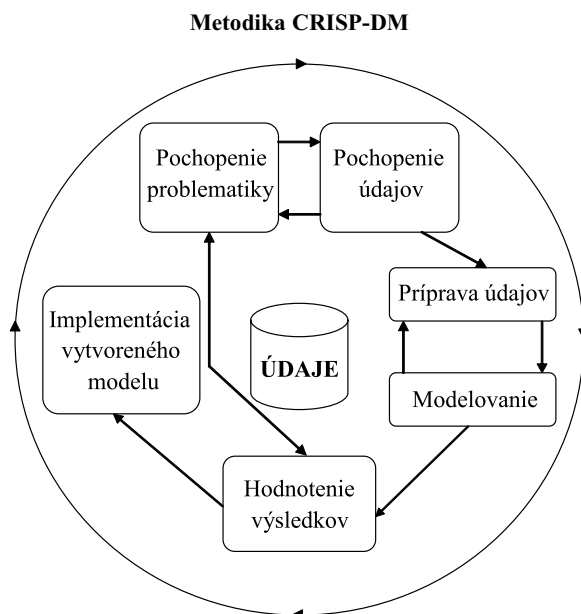 Metodika CRISP-DM
Pochopenie
problematiky
Pochopenie
údajov
Príprava údajov
Implementácia
vytvoreného
modelu
ÚDAJE
Modelovanie
Hodnotenie
výsledkov